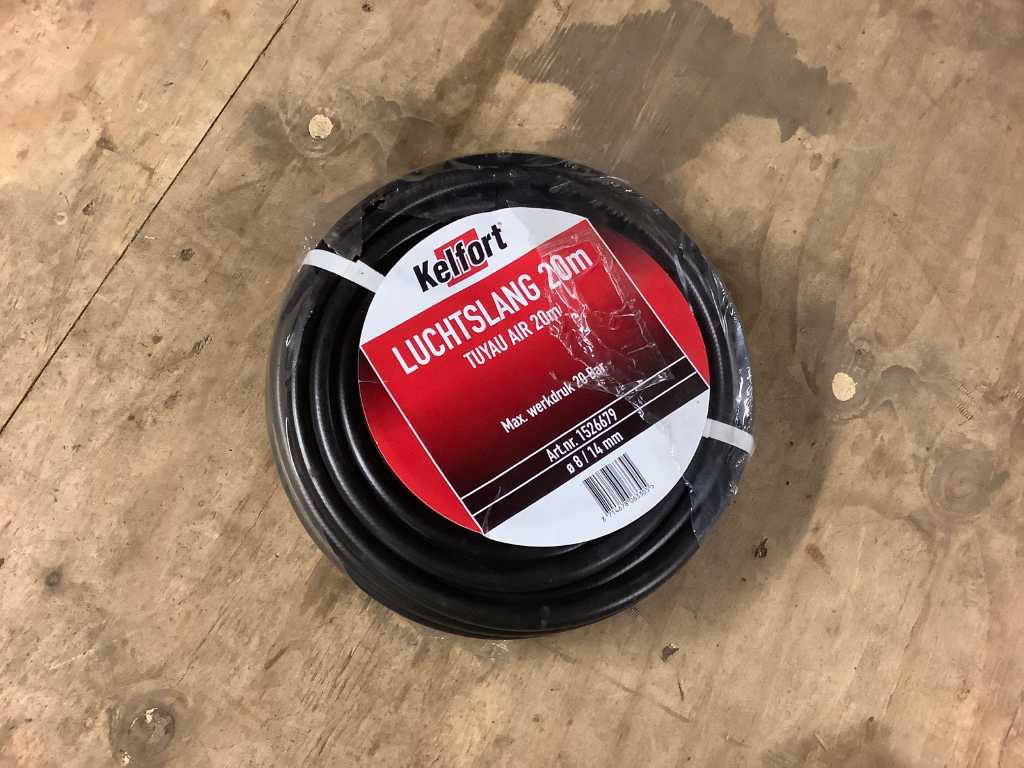 Kelfort
LUCHTSLANG 20m
TUYAU AIR 20m
Max. werkdruk 20 Bar
Art.nr. 1526679
ø 8 / 14 mm